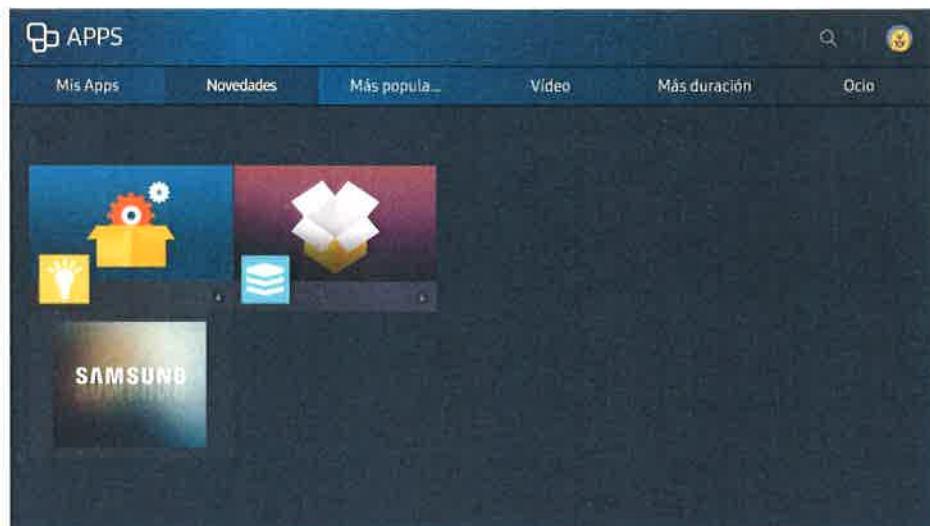 APPS
Mis Apps Novedades Más popula... Vídeo Más duración Ocio
SAMSUNG